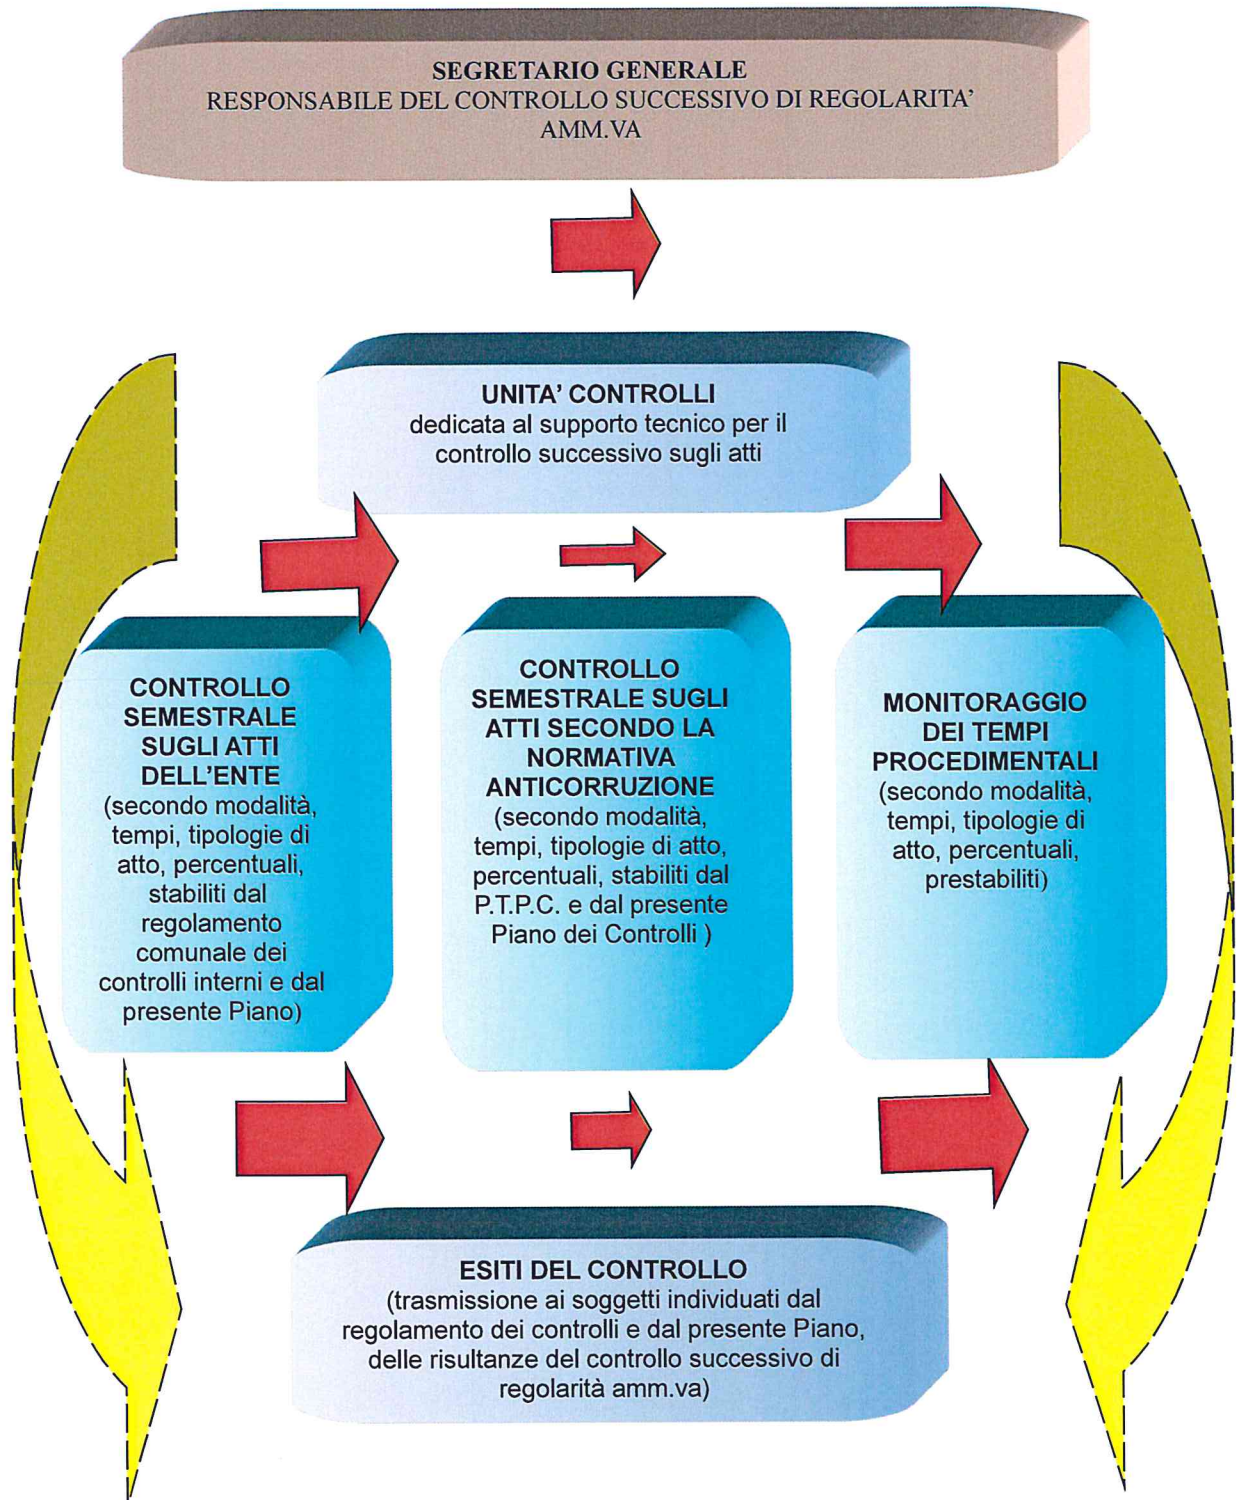 SEGRETARIO GENERALE
RESPONSABILE DEL CONTROLLO SUCCESSIVO DI REGOLARITA'
AMM.VA
UNITA' CONTROLLI
dedicata al supporto tecnico per il
controllo successivo sugli atti
CONTROLLO
SEMESTRALE
SUGLI ATTI
DELL'ENTE
(secondo modalità,
tempi, tipologie di
atto, percentuali,
stabiliti dal
regolamento
comunale dei
controlli interni e dal
presente Piano)
CONTROLLO
SEMESTRALE SUGLI
ATTI SECONDO LA
NORMATIVA
ANTICORRUZIONE
(secondo modalità,
tempi, tipologie di atto,
percentuali, stabiliti dal
P.T.P.C. e dal presente
Piano dei Controlli )
MONITORAGGIO
DEI TEMPI
PROCEDIMENTALI
(secondo modalità,
tempi, tipologie di
atto, percentuali,
prestabiliti)
ESITI DEL CONTROLLO
(trasmissione ai soggetti individuati dal
regolamento dei controlli e dal presente Piano,
delle risultanze del controllo successivo di
regolarità amm.va)